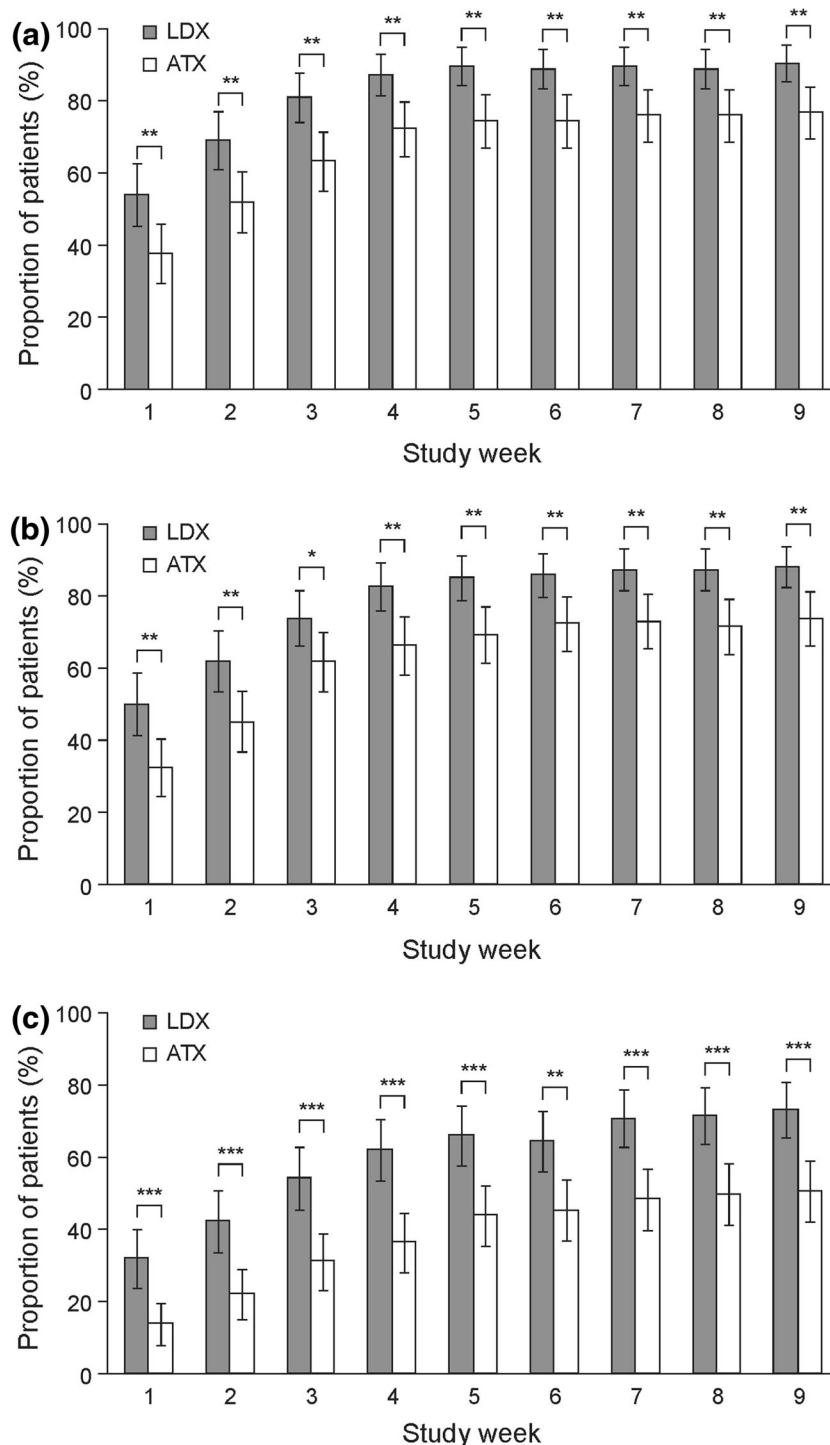 (a)
LDX
ATX
Proportion of patients (%)
100
80
60
40
20
0
** ** ** ** ** ** ** ** **
1 2 3 4 5 6 7 8 9
Study week
(b)
LDX
ATX
Proportion of patients (%)
100
80
60
40
20
0
** ** * ** ** ** ** ** **
1 2 3 4 5 6 7 8 9
Study week
(c)
LDX
ATX
Proportion of patients (%)
100
80
60
40
20
0
*** *** *** *** *** ** *** *** ***
1 2 3 4 5 6 7 8 9
Study week